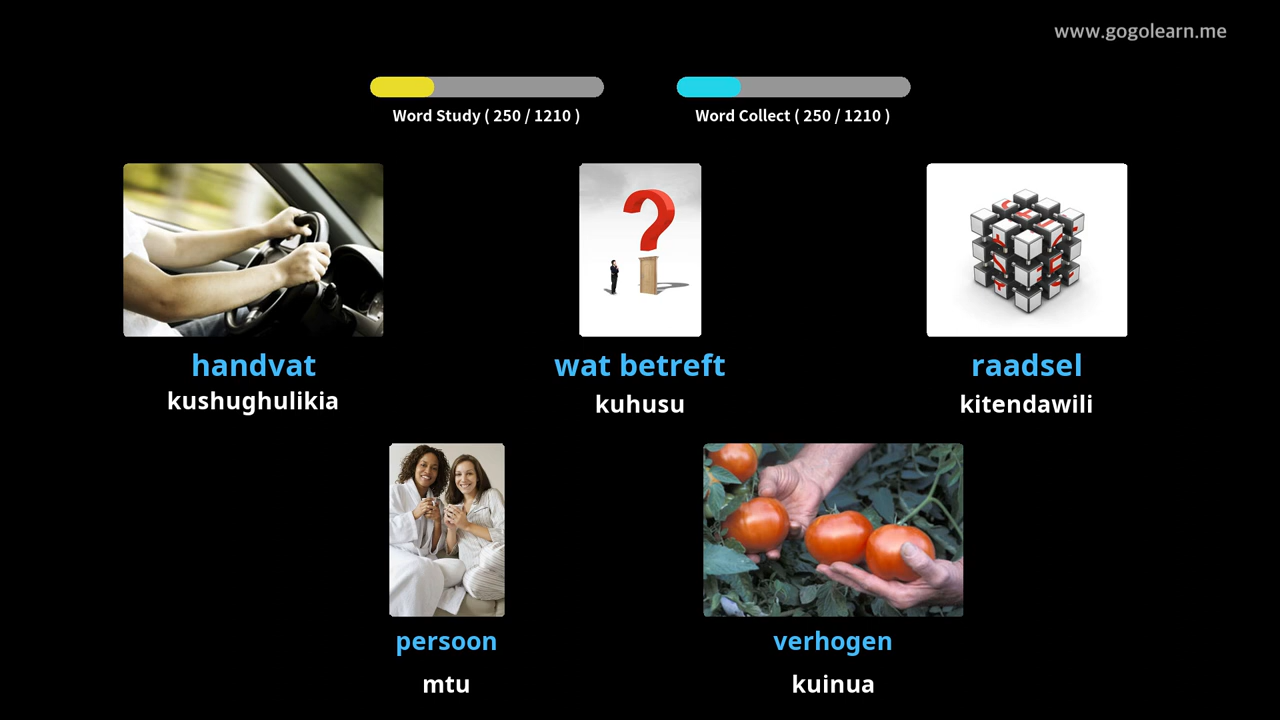 www.gogolearn.me
Word Study ( 250 / 1210 )
Word Collect ( 250 / 1210 )
handvat
kushughulikia
wat betreft
kuhusu
raadsel
kitendawili
persoon
mtu
verhogen
kuinua